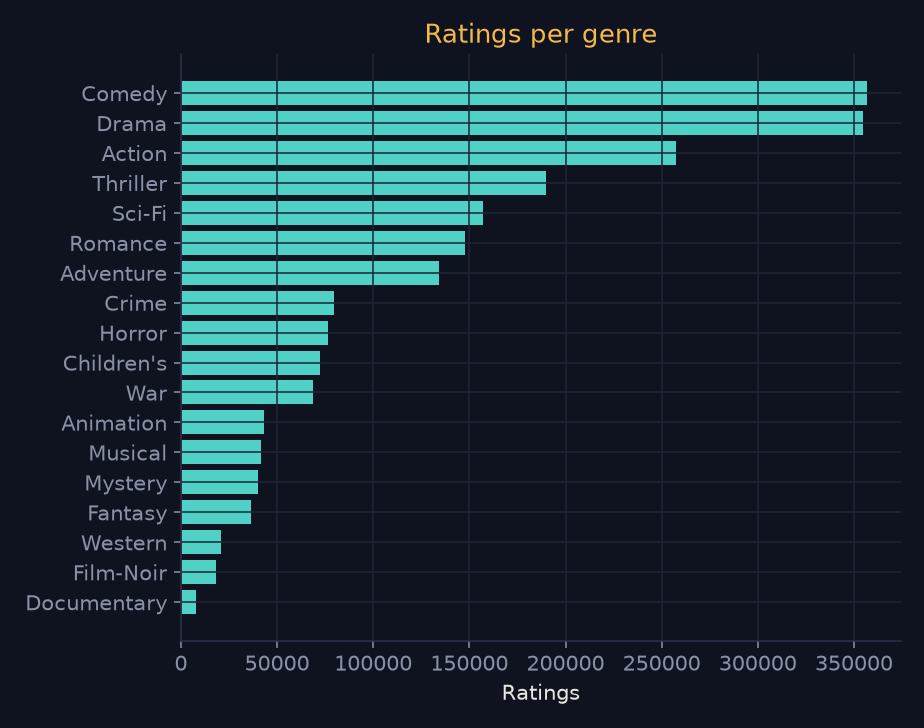 Ratings per genre
Comedy
Drama
Action
Thriller
Sci-Fi
Romance
Adventure
Crime
Horror
Children's
War
Animation
Musical
Mystery
Fantasy
Western
Film-Noir
Documentary
0 50000 100000 150000 200000 250000 300000 350000
Ratings